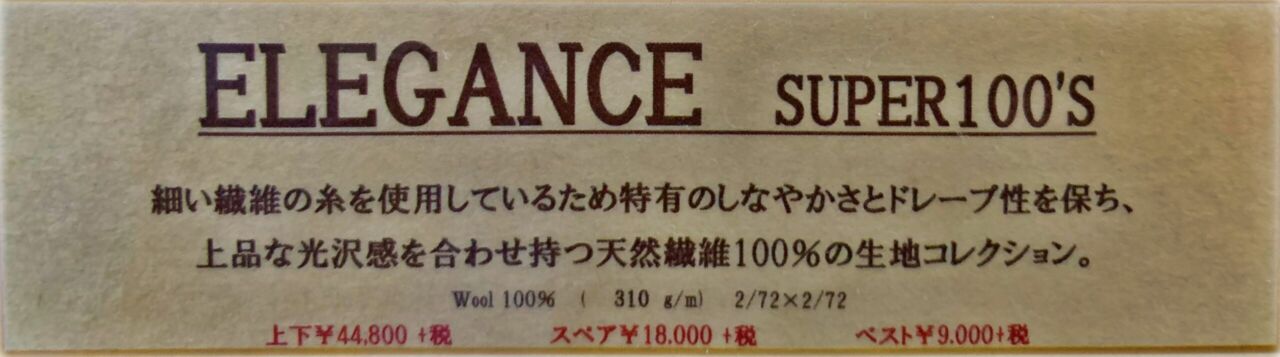 ELEGANCE SUPER100'S
細い繊維の糸を使用しているため特有のしなやかさとドレープ性を保ち、
上品な光沢感を合わせ持つ天然繊維100%の生地コレクション。
Wool 100% ( 310 g/m) 2/72×2/72
上下¥44,800 +税 スペア¥18.000 +税 ベスト¥9.000+税